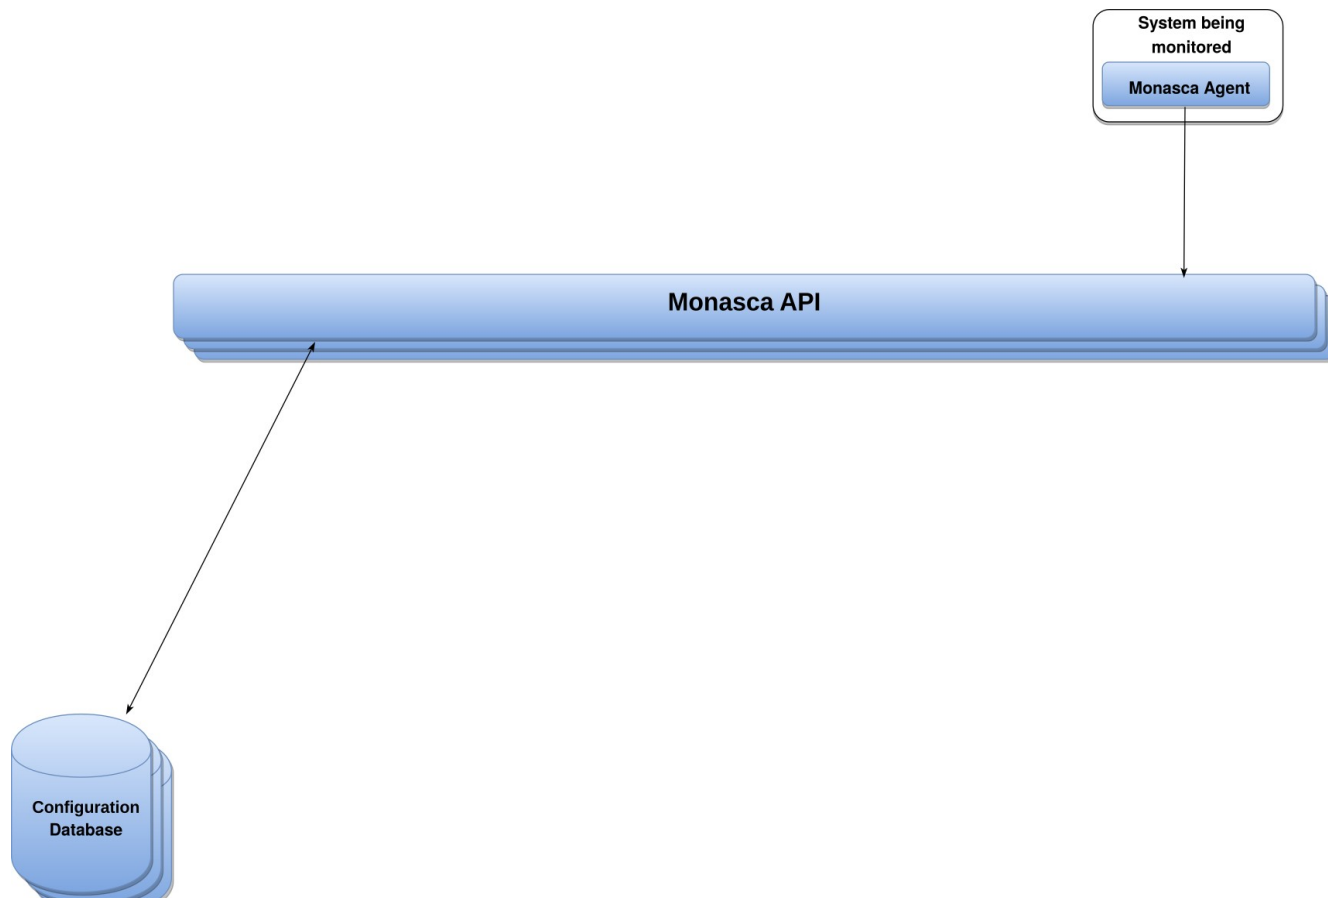 System being
monitored
Monasca Agent
Monasca API
Configuration
Database